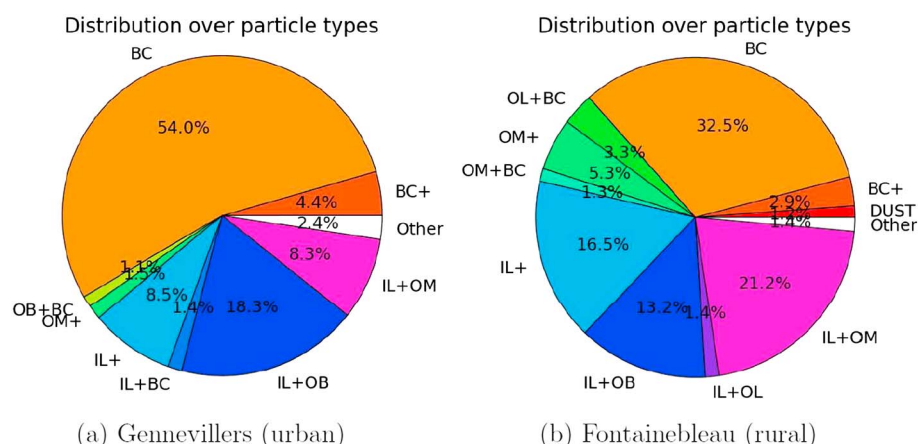 Distribution over particle types
BC
54.0%
BC+
4.4%
Other
2.4%
IL+OM
8.3%
IL+OB
18.3%
IL+BC
1.4%
IL+
8.5%
OM+
1.5%
OB+BC
1.1%
(a) Gennevillers (urban)
Distribution over particle types
BC
32.5%
OL+BC
3.3%
OM+
5.3%
OM+BC
1.3%
IL+
16.5%
IL+OB
13.2%
IL+OL
1.4%
IL+OM
21.2%
BC+
2.9%
DUST
1.2%
Other
1.4%
(b) Fontainebleau (rural)